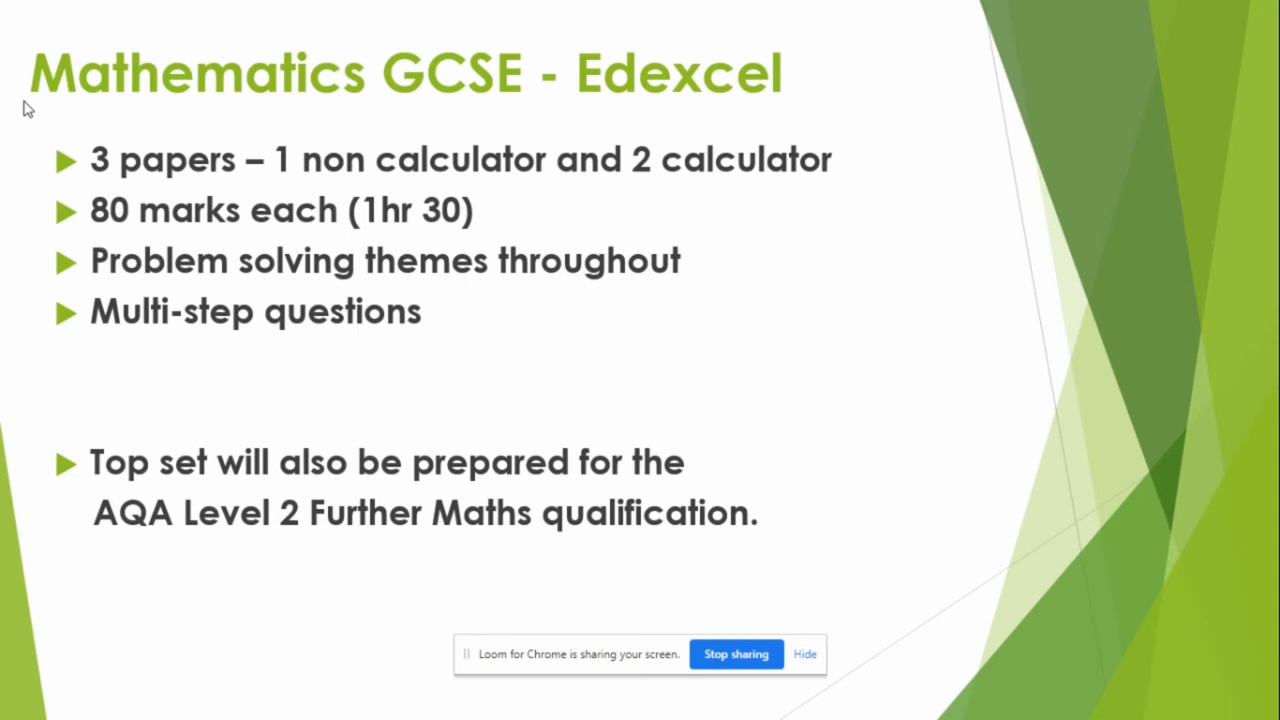 Mathematics GCSE - Edexcel
3 papers – 1 non calculator and 2 calculator
80 marks each (1hr 30)
Problem solving themes throughout
Multi-step questions
Top set will also be prepared for the
AQA Level 2 Further Maths qualification.
Loom for Chrome is sharing your screen. Stop sharing Hide